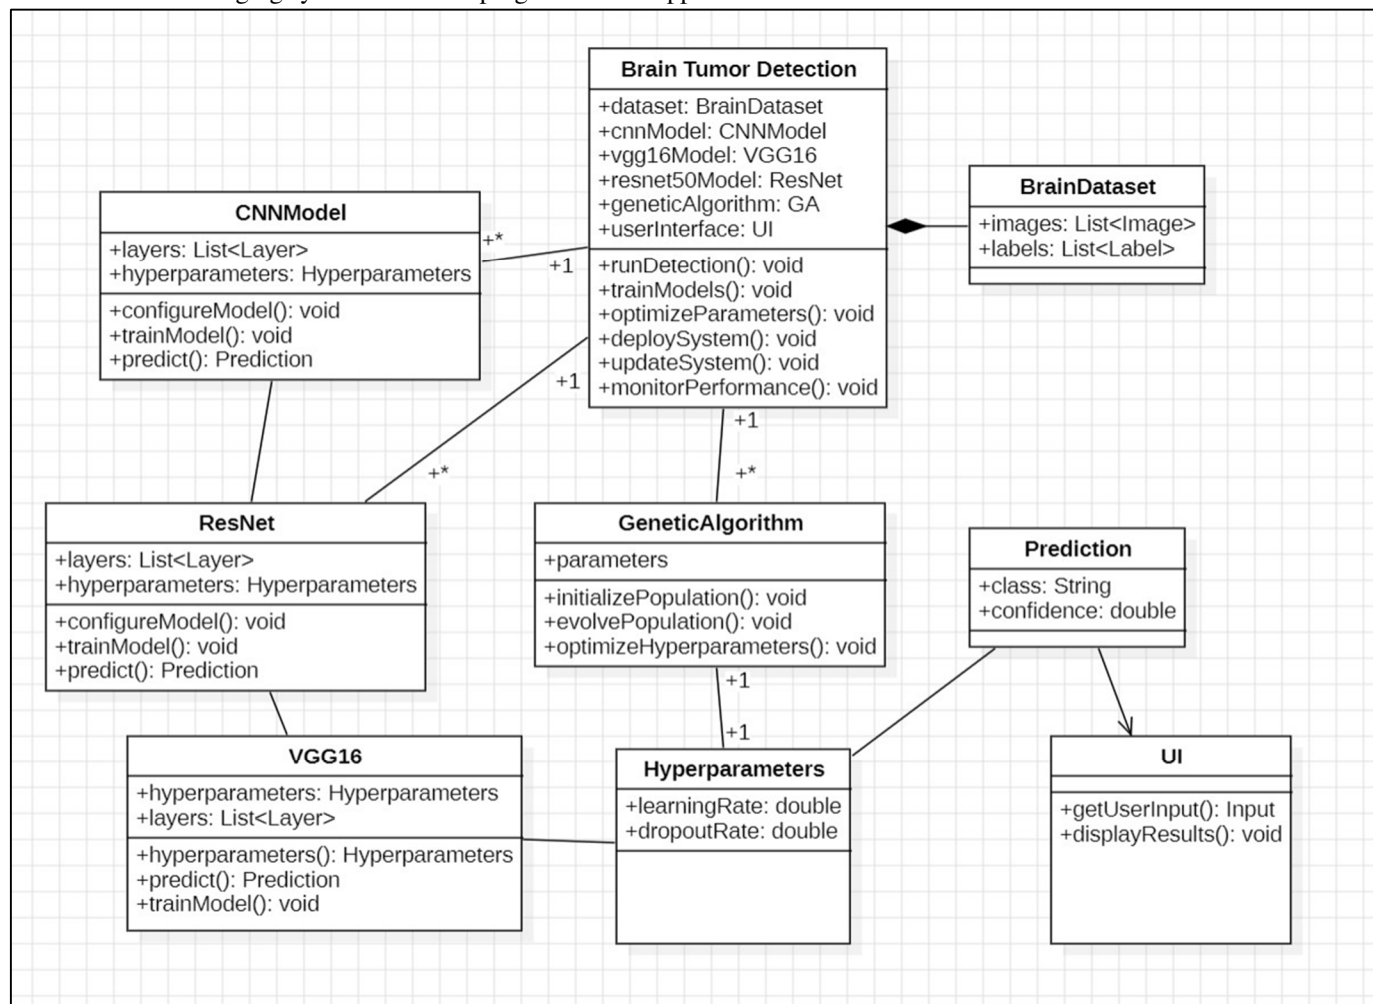 Brain Tumor Detection
+dataset: BrainDataset
+cnnModel: CNNModel
+vgg16Model: VGG16
+resnet50Model: ResNet
+geneticAlgorithm: GA
+userInterface: UI
+runDetection(): void
+trainModels(): void
+optimizeParameters(): void
+deploySystem(): void
+updateSystem(): void
+monitorPerformance(): void
BrainDataset
+images: List<Image>
+labels: List<Label>
CNNModel
+layers: List<Layer>
+hyperparameters: Hyperparameters
+configureModel(): void
+trainModel(): void
+predict(): Prediction
+*
+1
+1
+*
+1
+*
ResNet
+layers: List<Layer>
+hyperparameters: Hyperparameters
+configureModel(): void
+trainModel(): void
+predict(): Prediction
GeneticAlgorithm
+parameters
+initializePopulation(): void
+evolvePopulation(): void
+optimizeHyperparameters(): void
Prediction
+class: String
+confidence: double
+1
+1
VGG16
+hyperparameters: Hyperparameters
+layers: List<Layer>
+hyperparameters(): Hyperparameters
+predict(): Prediction
+trainModel(): void
Hyperparameters
+learningRate: double
+dropoutRate: double
UI
+getUserInput(): Input
+displayResults(): void